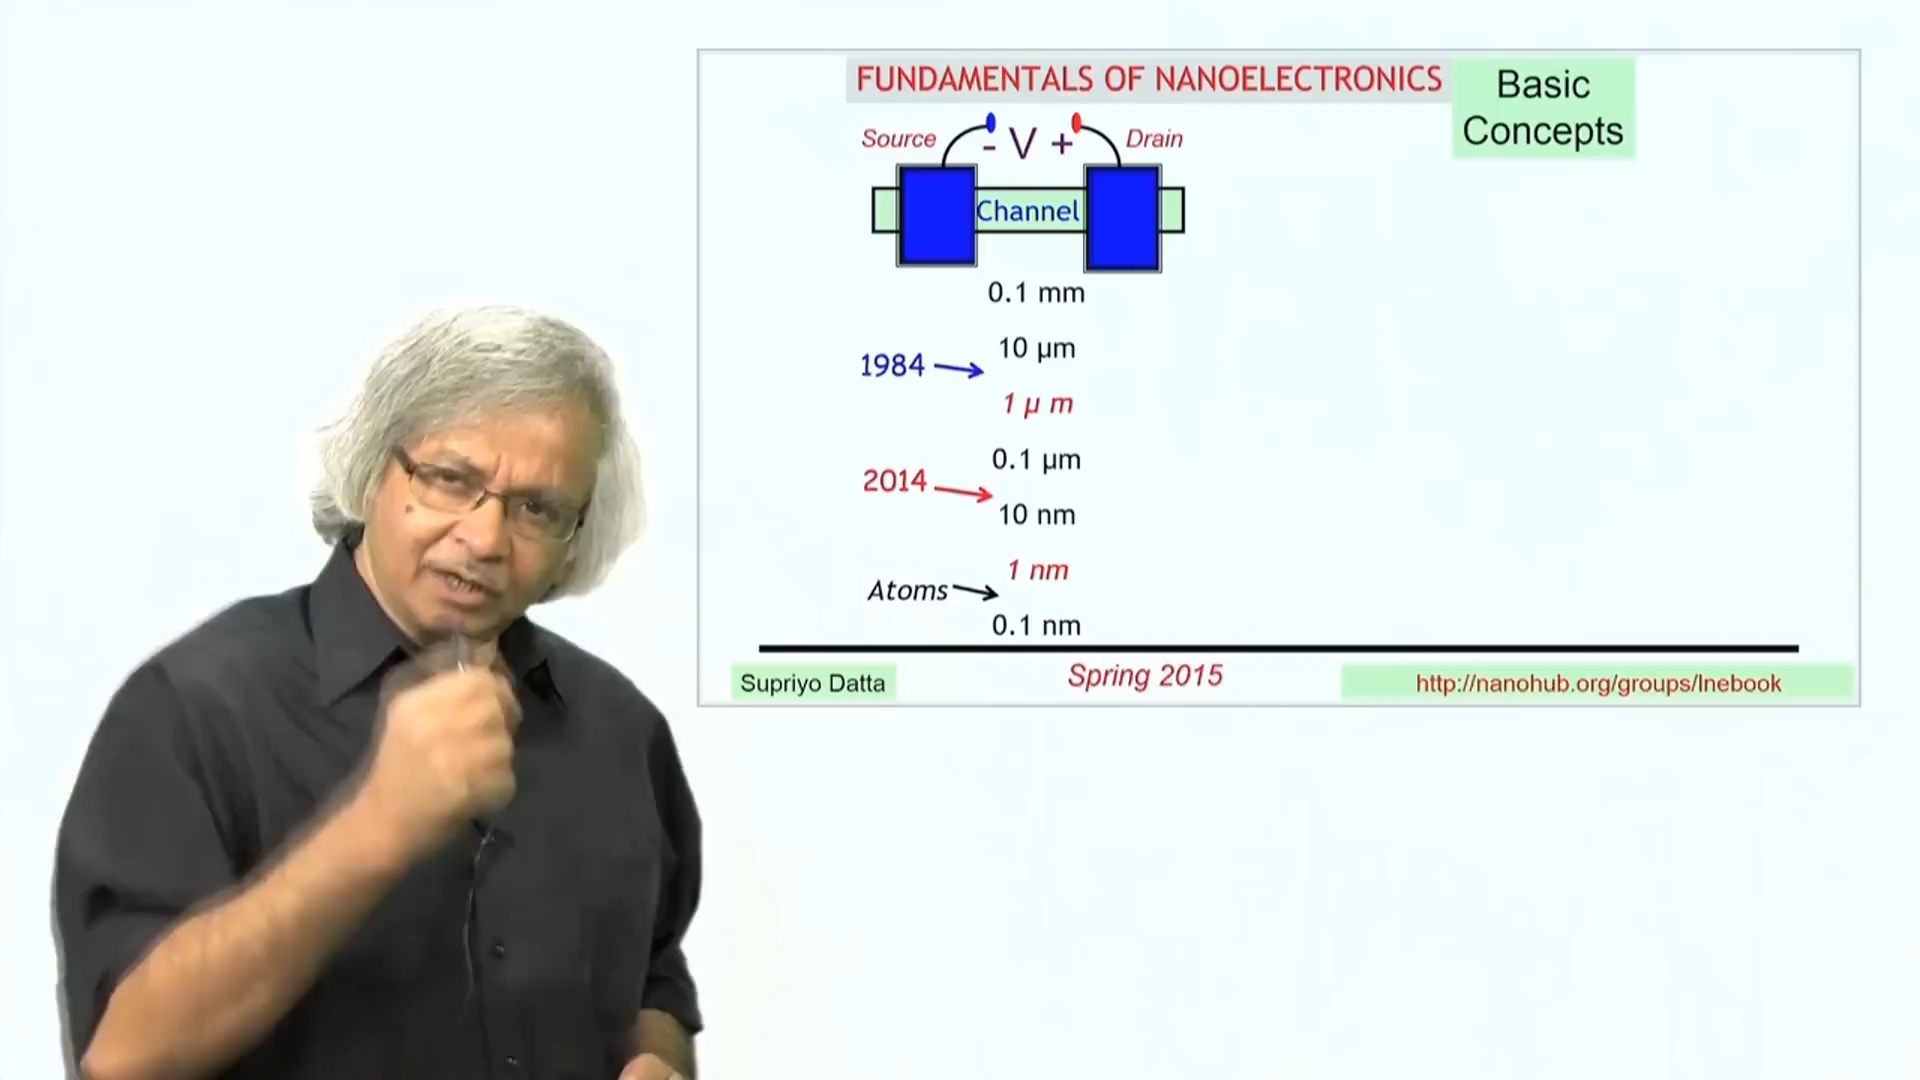 FUNDAMENTALS OF NANOELECTRONICS
Basic
Concepts
Source
- V +
Drain
Channel
0.1 mm
10 µm
1984
1 µ m
0.1 µm
2014
10 nm
1 nm
Atoms
0.1 nm
Supriyo Datta
Spring 2015
http://nanohub.org/groups/lnebook